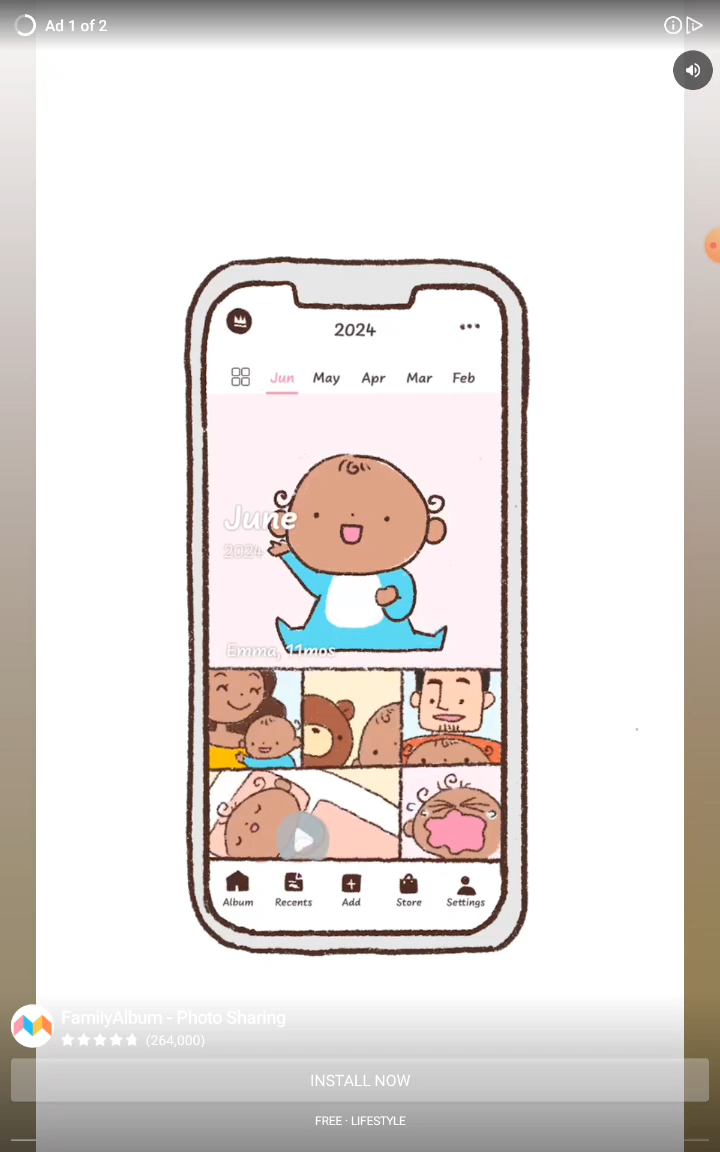 Ad 1 of 2
2024
Jun May Apr Mar Feb
June
2024
Emma, 11mos
Album Recents Add Store Settings
FamilyAlbum - Photo Sharing
(264,000)
INSTALL NOW
FREE · LIFESTYLE